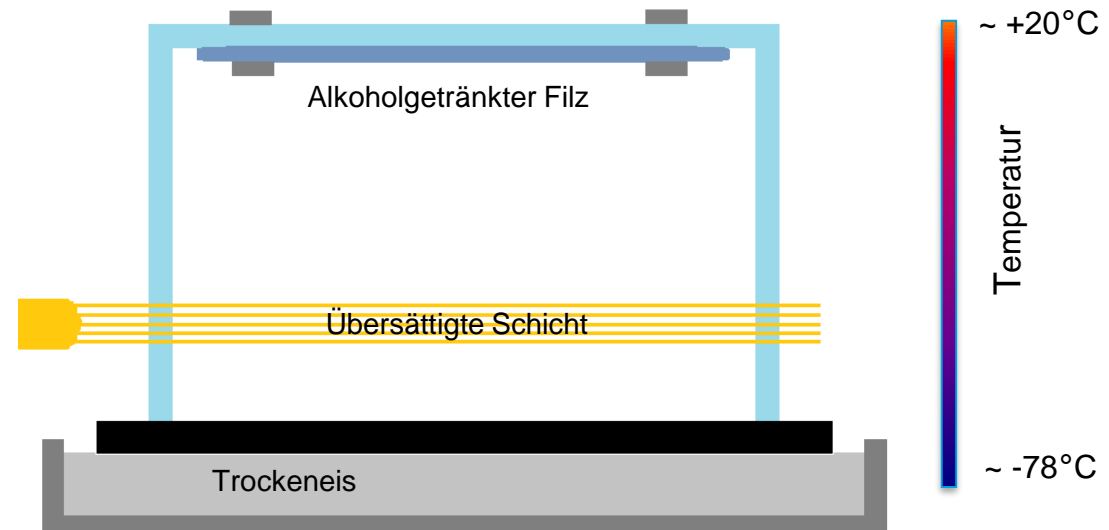 ~ +20°C
Alkoholgetränkter Filz
Temperatur
Übersättigte Schicht
~ -78°C
Trockeneis